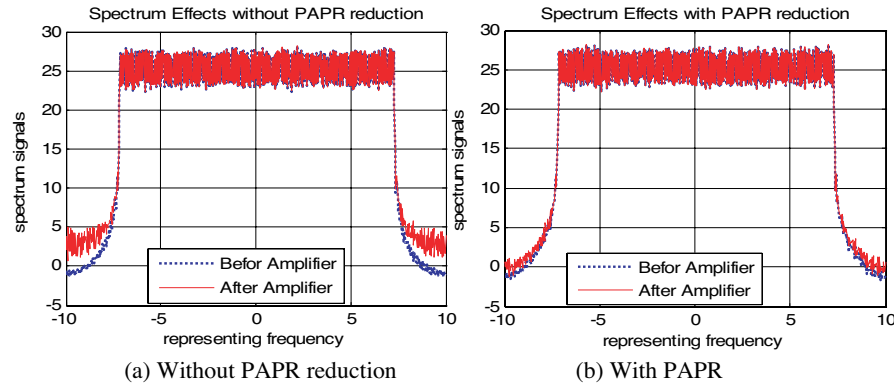 Spectrum Effects without PAPR reduction
30
25
20
15
10
5
0
-5
spectrum signals
Befor Amplifier
After Amplifier
-10 -5 0 5 10
representing frequency
(a) Without PAPR reduction
Spectrum Effects with PAPR reduction
30
25
20
15
10
5
0
-5
spectrum signals
Befor Amplifier
After Amplifier
-10 -5 0 5 10
representing frequency
(b) With PAPR